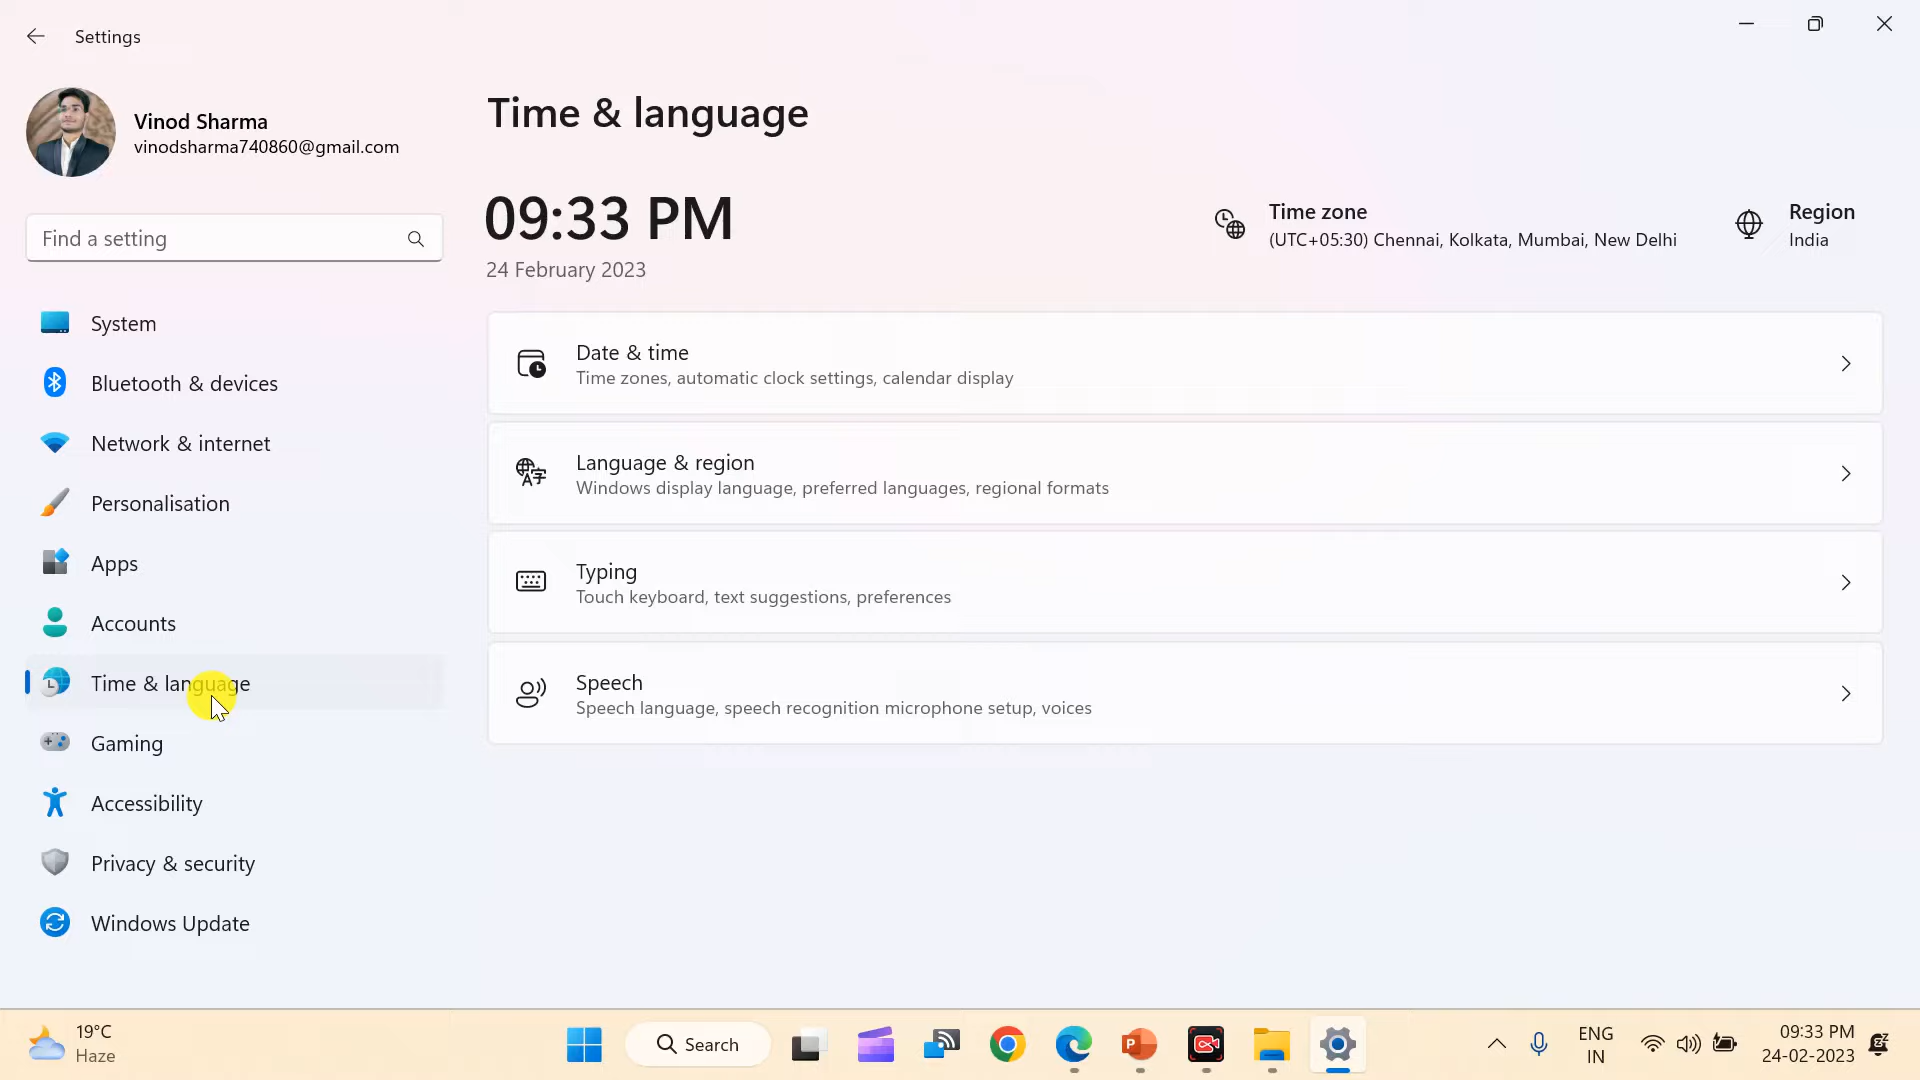 Settings
Vinod Sharma
vinodsharma740860@gmail.com
Find a setting
System
Bluetooth & devices
Network & internet
Personalisation
Apps
Accounts
Time & language
Gaming
Accessibility
Privacy & security
Windows Update
Time & language
09:33 PM
24 February 2023
Time zone
(UTC+05:30) Chennai, Kolkata, Mumbai, New Delhi
Region
India
Date & time
Time zones, automatic clock settings, calendar display
Language & region
Windows display language, preferred languages, regional formats
Typing
Touch keyboard, text suggestions, preferences
Speech
Speech language, speech recognition microphone setup, voices
19°C
Haze
Search
ENG
IN
09:33 PM
24-02-2023